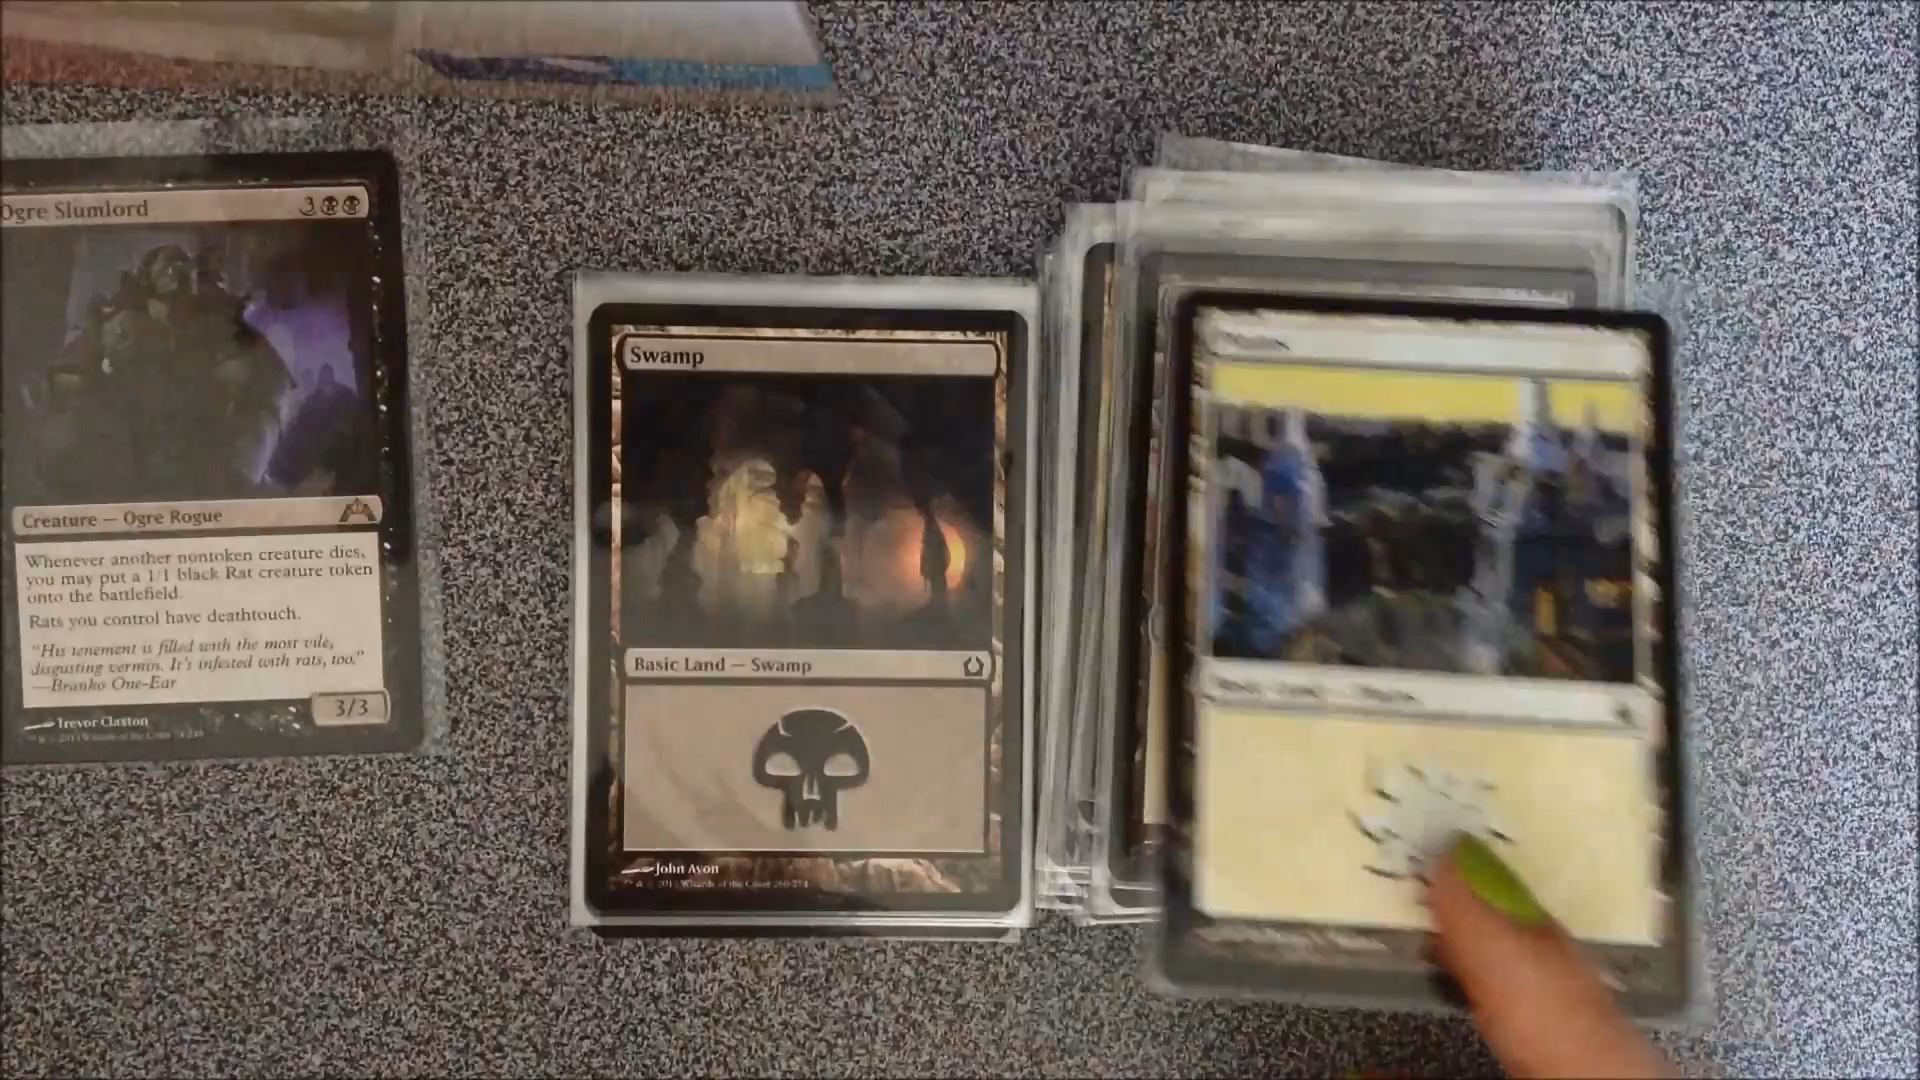 Ogre Slumlord
3
Creature — Ogre Rogue
Whenever another nontoken creature dies,
you may put a 1/1 black Rat creature token
onto the battlefield.
Rats you control have deathtouch.
"His tenement is filled with the most vile,
disgusting vermin. It's infested with rats, too."
—Branko One-Ear
3/3
Trevor Claxton
Swamp
Basic Land — Swamp
John Avon